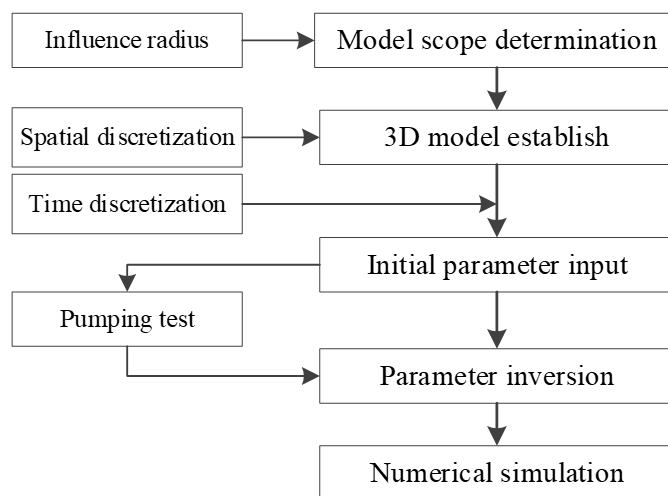 Influence radius
Model scope determination
Spatial discretization
3D model establish
Time discretization
Initial parameter input
Pumping test
Parameter inversion
Numerical simulation